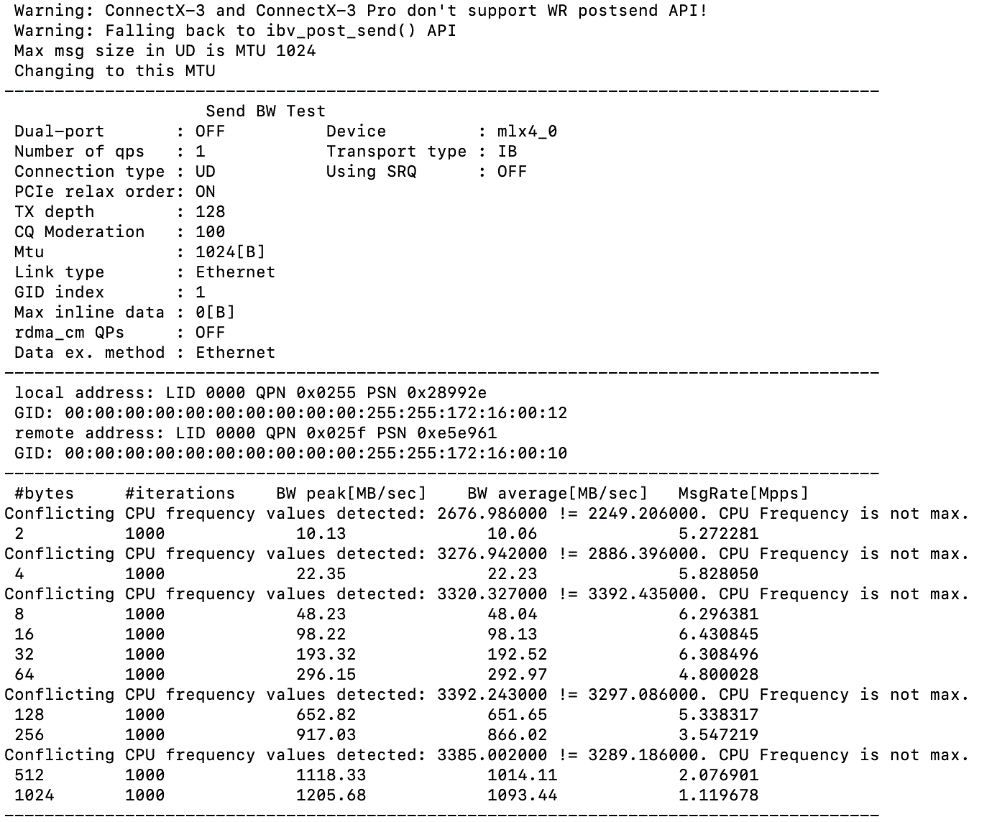 Warning: ConnectX-3 and ConnectX-3 Pro don't support WR postsend API!
Warning: Falling back to ibv_post_send() API
Max msg size in UD is MTU 1024
Changing to this MTU
---------------------------------------------------------------------------------------
Send BW Test
Dual-port       : OFF          Device         : mlx4_0
Number of qps   : 1            Transport type : IB
Connection type : UD           Using SRQ      : OFF
PCIe relax order: ON
TX depth        : 128
CQ Moderation   : 100
Mtu             : 1024[B]
Link type       : Ethernet
GID index       : 1
Max inline data : 0[B]
rdma_cm QPs     : OFF
Data ex. method : Ethernet
---------------------------------------------------------------------------------------
local address: LID 0000 QPN 0x0255 PSN 0x28992e
GID: 00:00:00:00:00:00:00:00:00:00:255:255:172:16:00:12
remote address: LID 0000 QPN 0x025f PSN 0xe5e961
GID: 00:00:00:00:00:00:00:00:00:00:255:255:172:16:00:10
---------------------------------------------------------------------------------------
#bytes     #iterations    BW peak[MB/sec]    BW average[MB/sec]   MsgRate[Mpps]
Conflicting CPU frequency values detected: 2676.986000 != 2249.206000. CPU Frequency is not max.
2          1000             10.13              10.06              5.272281
Conflicting CPU frequency values detected: 3276.942000 != 2886.396000. CPU Frequency is not max.
4          1000             22.35              22.23              5.828050
Conflicting CPU frequency values detected: 3320.327000 != 3392.435000. CPU Frequency is not max.
8          1000             48.23              48.04              6.296381
16         1000             98.22              98.13              6.430845
32         1000             193.32             192.52             6.308496
64         1000             296.15             292.97             4.800028
Conflicting CPU frequency values detected: 3392.243000 != 3297.086000. CPU Frequency is not max.
128        1000             652.82             651.65             5.338317
256        1000             917.03             866.02             3.547219
Conflicting CPU frequency values detected: 3385.002000 != 3289.186000. CPU Frequency is not max.
512        1000             1118.33            1014.11            2.076901
1024       1000             1205.68            1093.44            1.119678
---------------------------------------------------------------------------------------